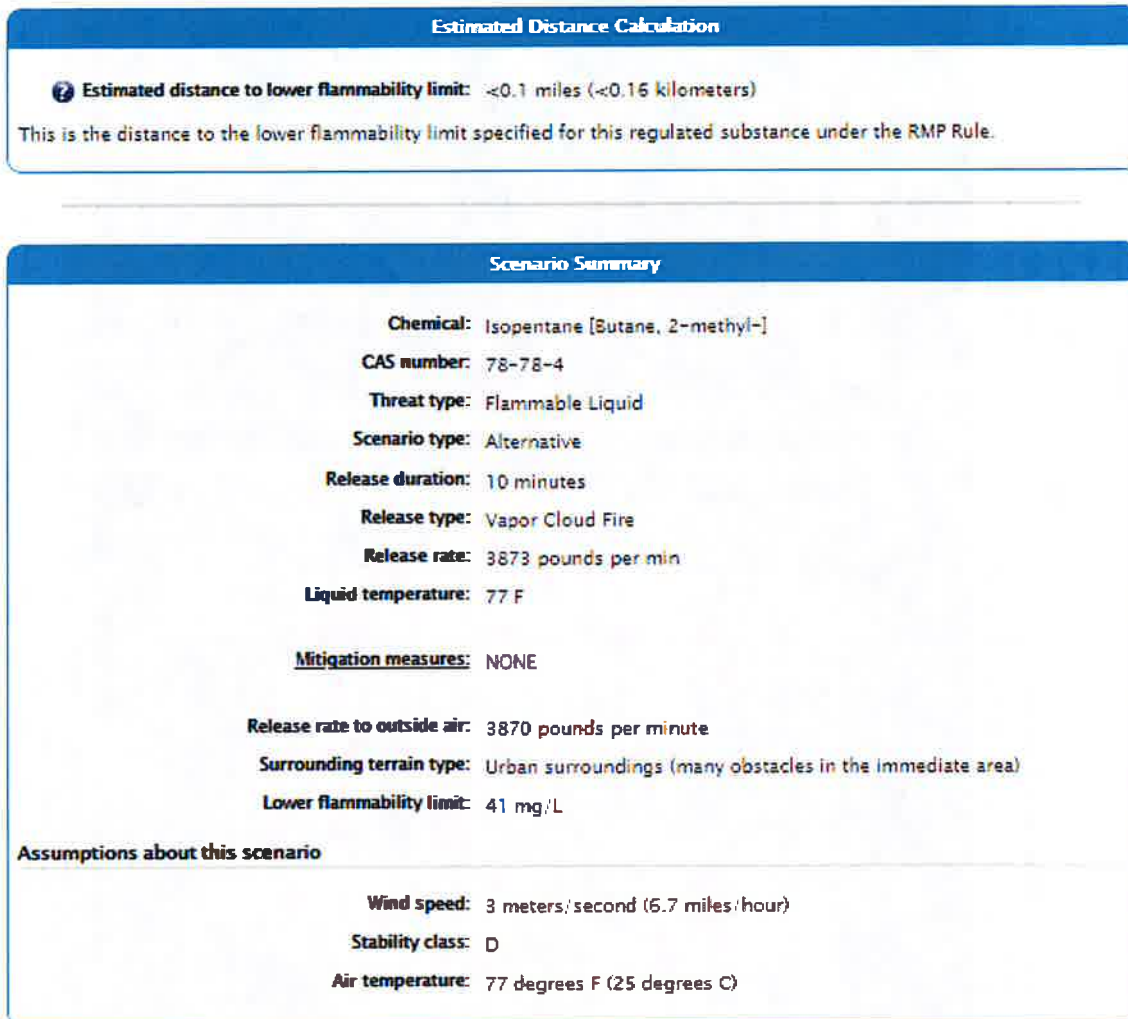 Estimated Distance Calculation
Estimated distance to lower flammability limit: <0.1 miles (<0.16 kilometers)
This is the distance to the lower flammability limit specified for this regulated substance under the RMP Rule.
Scenario Summary
Chemical: Isopentane [Butane, 2-methyl-]
CAS number: 78-78-4
Threat type: Flammable Liquid
Scenario type: Alternative
Release duration: 10 minutes
Release type: Vapor Cloud Fire
Release rate: 3873 pounds per min
Liquid temperature: 77 F
Mitigation measures: NONE
Release rate to outside air: 3870 pounds per minute
Surrounding terrain type: Urban surroundings (many obstacles in the immediate area)
Lower flammability limit: 41 mg/L
Assumptions about this scenario
Wind speed: 3 meters/second (6.7 miles/hour)
Stability class: D
Air temperature: 77 degrees F (25 degrees C)